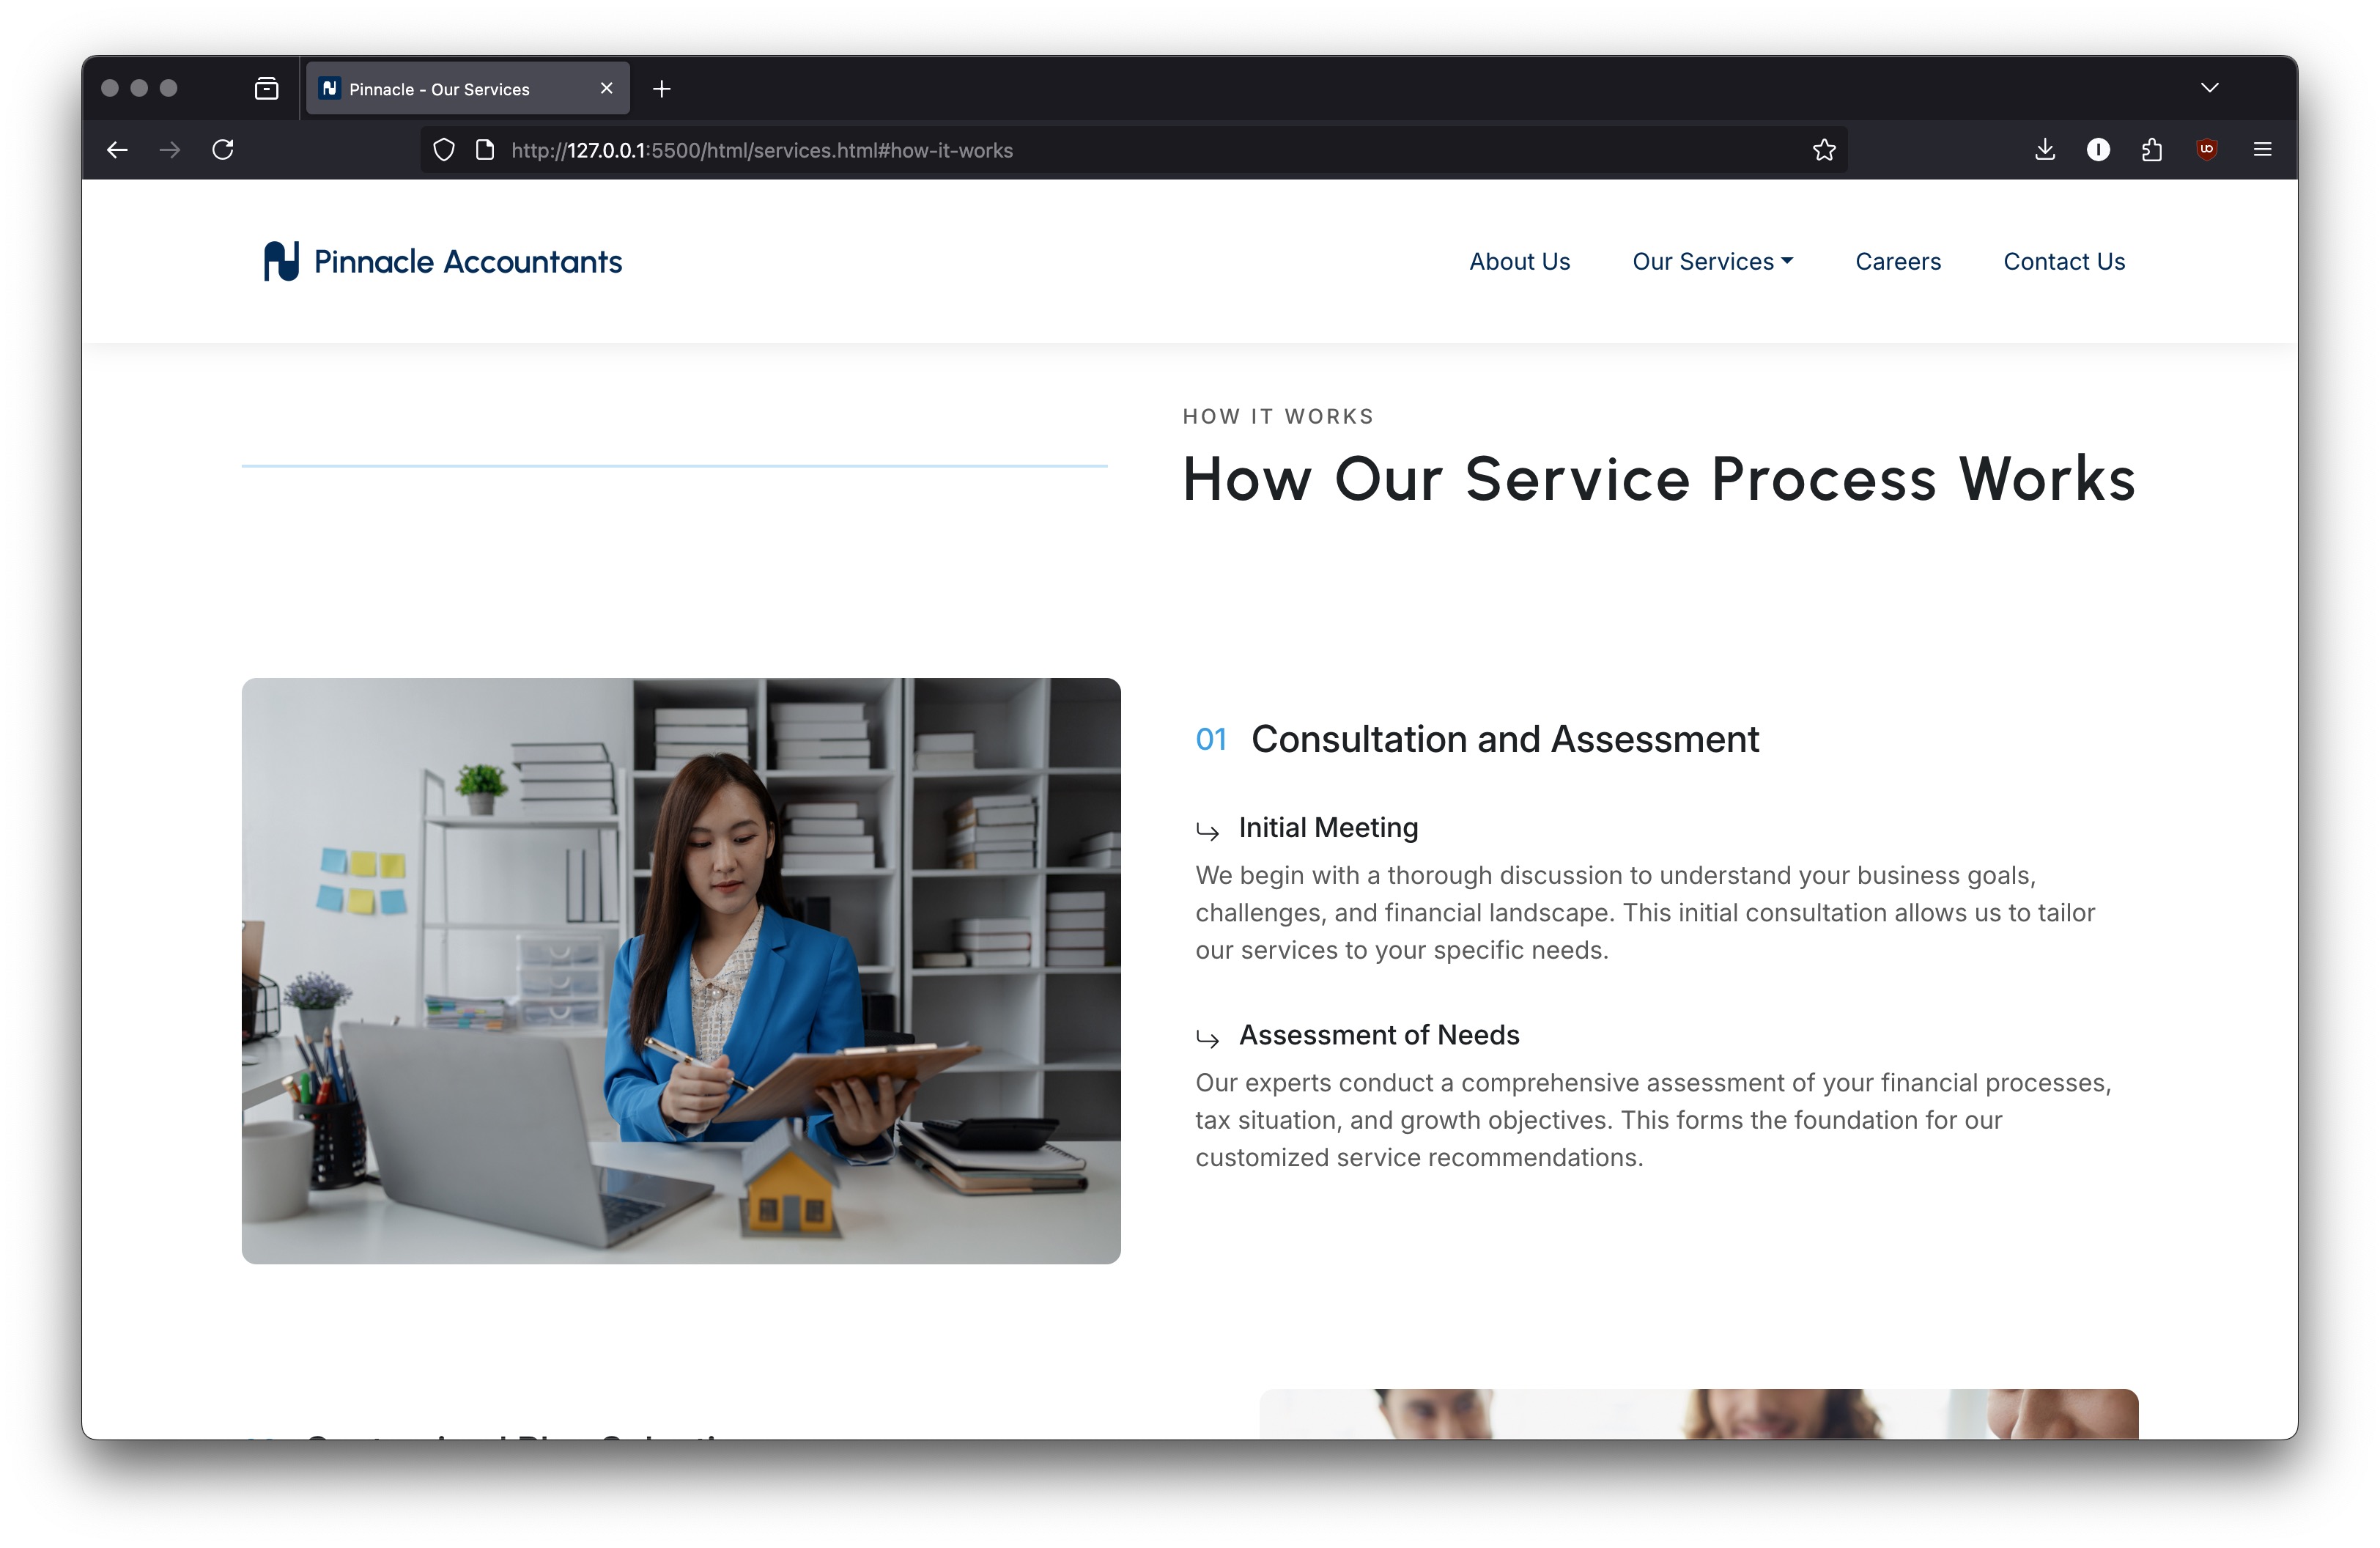 Pinnacle - Our Services
http://127.0.0.1:5500/html/services.html#how-it-works
Pinnacle Accountants
About Us
Our Services
Careers
Contact Us
HOW IT WORKS
How Our Service Process Works
01 Consultation and Assessment
Initial Meeting
We begin with a thorough discussion to understand your business goals,
challenges, and financial landscape. This initial consultation allows us to tailor
our services to your specific needs.
Assessment of Needs
Our experts conduct a comprehensive assessment of your financial processes,
tax situation, and growth objectives. This forms the foundation for our
customized service recommendations.